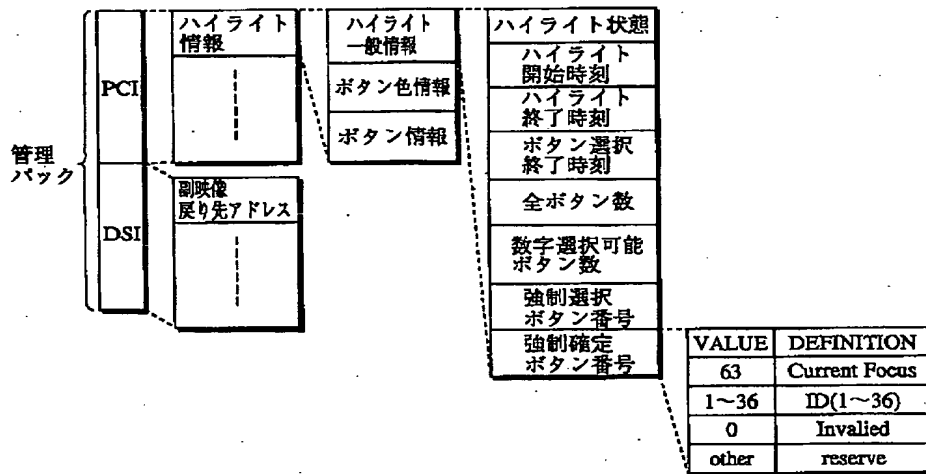 管理
パック
PCI
DSI
ハイライト
情報
副映像
戻り先アドレス
ハイライト
一般情報
ボタン色情報
ボタン情報
ハイライト状態
ハイライト
開始時刻
ハイライト
終了時刻
ボタン選択
終了時刻
全ボタン数
数字選択可能
ボタン数
強制選択
ボタン番号
強制確定
ボタン番号
VALUE DEFINITION
63 Current Focus
1〜36 ID(1〜36)
0 Invalied
other reserve